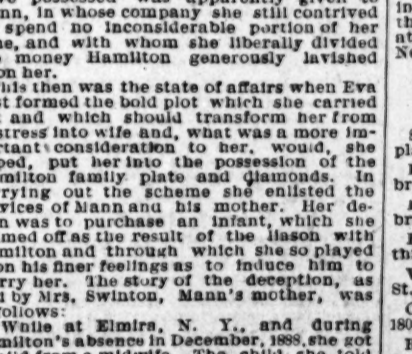 nn, in whose company she still contrived
spend no inconsiderable portion of her
e, and with whom she liberally divided
money Hamilton generously lavished
on her.
his then was the state of affairs when Eva
st formed the bold plot which she carried
and which should transform her from
stress into wife and, what was a more im-
rtant consideration to her, would, she
ped, put her into the possession of the
milton family plate and diamonds. In
rrying out the scheme she enlisted the
vices of Mann and his mother. Her de-
n was to purchase an infant, which she
med off as the result of the liason with
milton and through which she so played
on his finer feelings as to induce him to
rry her. The story of the deception, as
d by Mrs. Swinton, Mann's mother, was
follows:
While at Elmira, N. Y., and during
milton's absence in December, 1888, she got